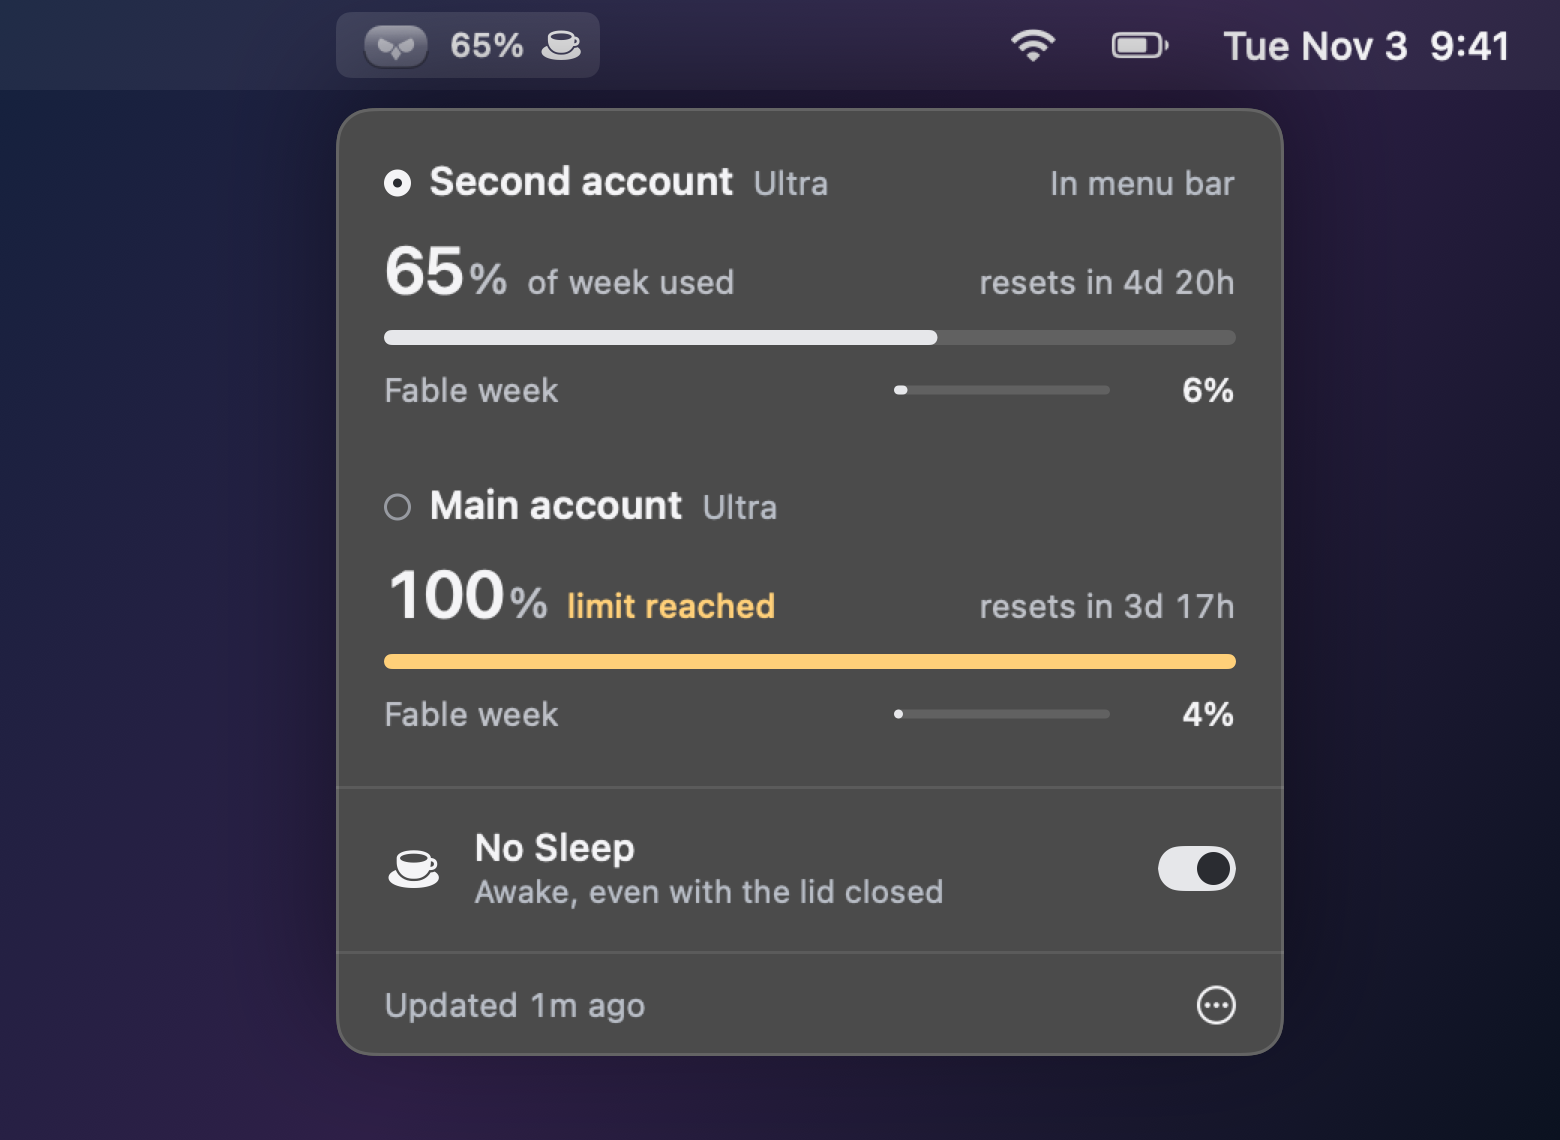 65%
Tue Nov 3 9:41
Second account Ultra In menu bar
65% of week used resets in 4d 20h
Fable week 6%
Main account Ultra
100% limit reached resets in 3d 17h
Fable week 4%
No Sleep
Awake, even with the lid closed
Updated 1m ago